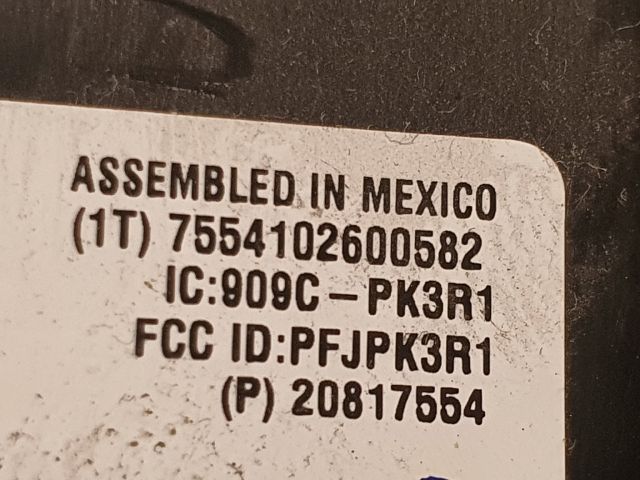 ASSEMBLED IN MEXICO
(1T) 7554102600582
IC:909C-PK3R1
FCC ID:PFJPK3R1
(P) 20817554